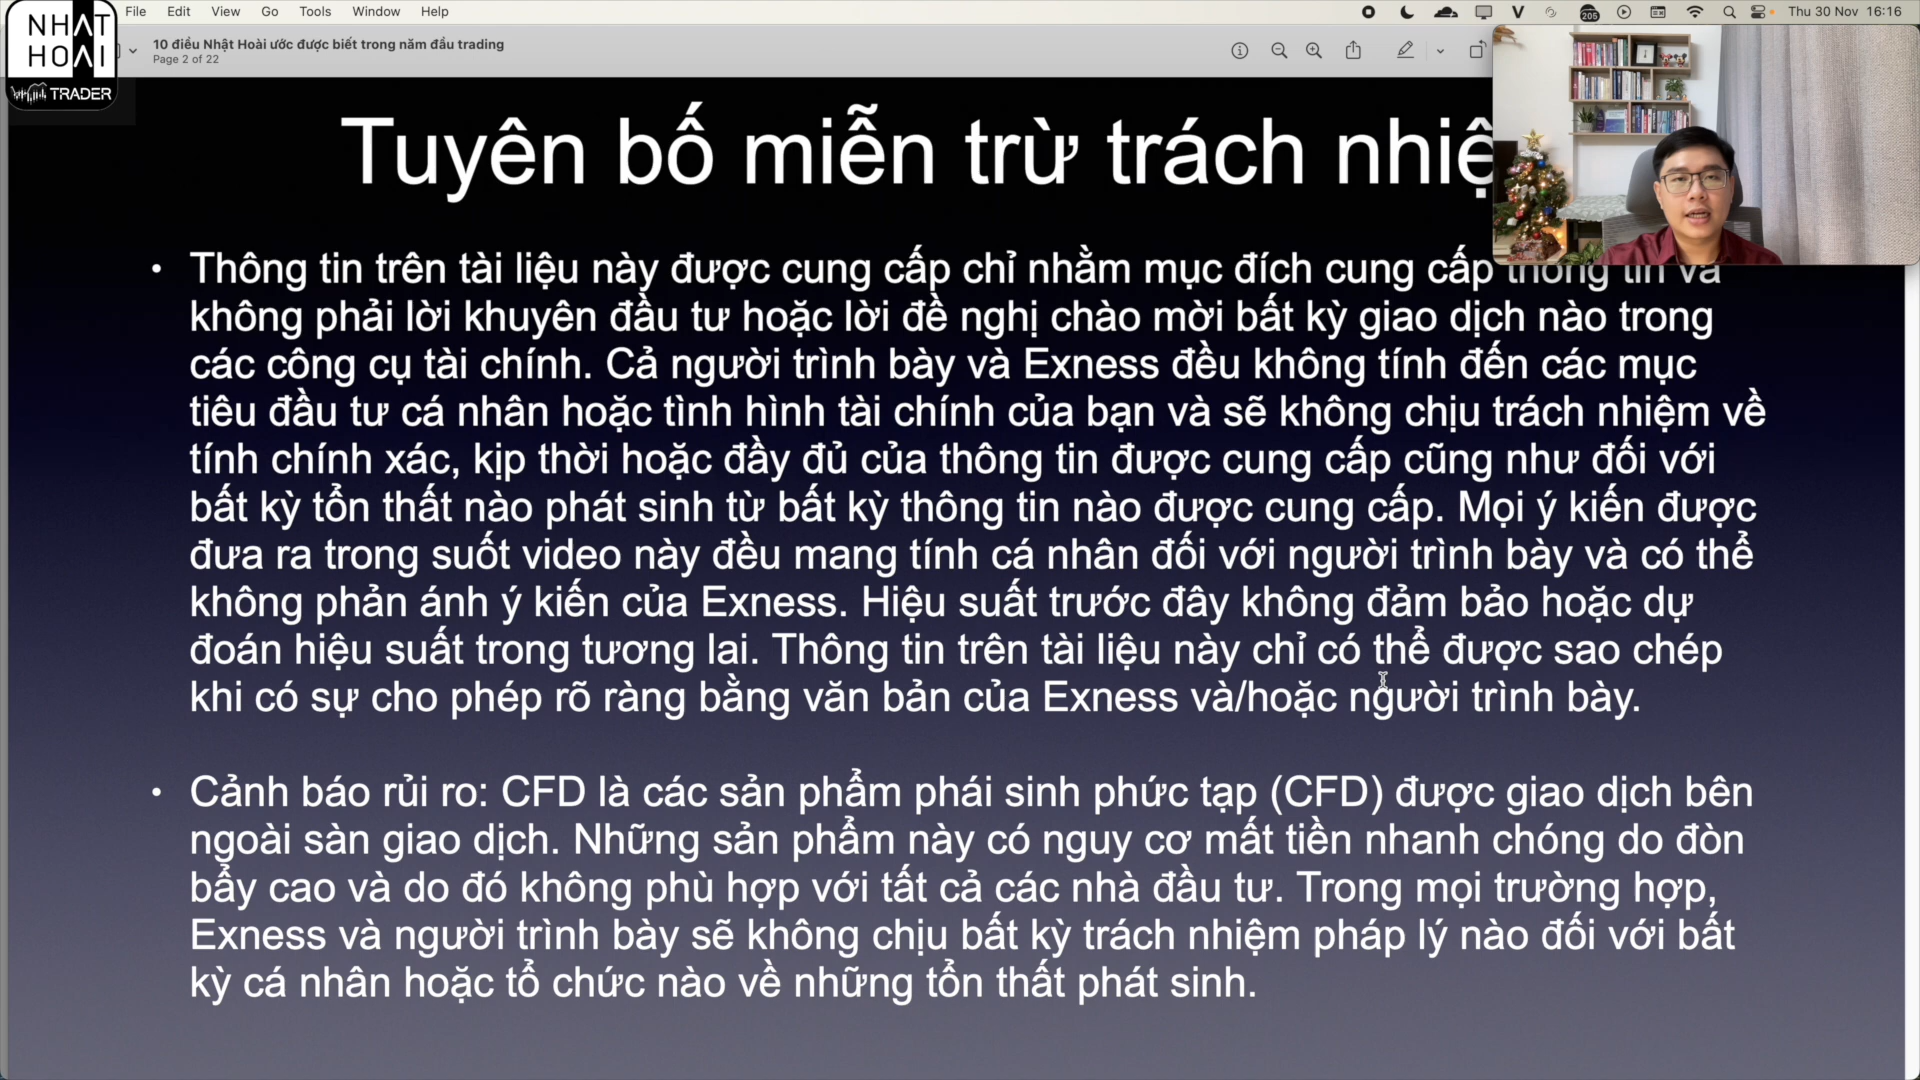 NHAT
HOAI
TRADER
File Edit View Go Tools Window Help
205
Thu 30 Nov 16:16
10 điều Nhật Hoài ước được biết trong năm đầu trading
Page 2 of 22
Tuyên bố miễn trừ trách
• Thông tin trên tài liệu này được cung cấp chỉ nhằm mục đích cung cấp thông tin và
không phải lời khuyên đầu tư hoặc lời đề nghị chào mời bất kỳ giao dịch nào trong
các công cụ tài chính. Cả người trình bày và Exness đều không tính đến các mục
tiêu đầu tư cá nhân hoặc tình hình tài chính của bạn và sẽ không chịu trách nhiệm về
tính chính xác, kịp thời hoặc đầy đủ của thông tin được cung cấp cũng như đối với
bất kỳ tổn thất nào phát sinh từ bất kỳ thông tin nào được cung cấp. Mọi ý kiến được
đưa ra trong suốt video này đều mang tính cá nhân đối với người trình bày và có thể
không phản ánh ý kiến của Exness. Hiệu suất trước đây không đảm bảo hoặc dự
đoán hiệu suất trong tương lai. Thông tin trên tài liệu này chỉ có thể được sao chép
khi có sự cho phép rõ ràng bằng văn bản của Exness và/hoặc người trình bày.
• Cảnh báo rủi ro: CFD là các sản phẩm phái sinh phức tạp (CFD) được giao dịch bên
ngoài sàn giao dịch. Những sản phẩm này có nguy cơ mất tiền nhanh chóng do đòn
bẩy cao và do đó không phù hợp với tất cả các nhà đầu tư. Trong mọi trường hợp,
Exness và người trình bày sẽ không chịu bất kỳ trách nhiệm pháp lý nào đối với bất
kỳ cá nhân hoặc tổ chức nào về những tổn thất phát sinh.